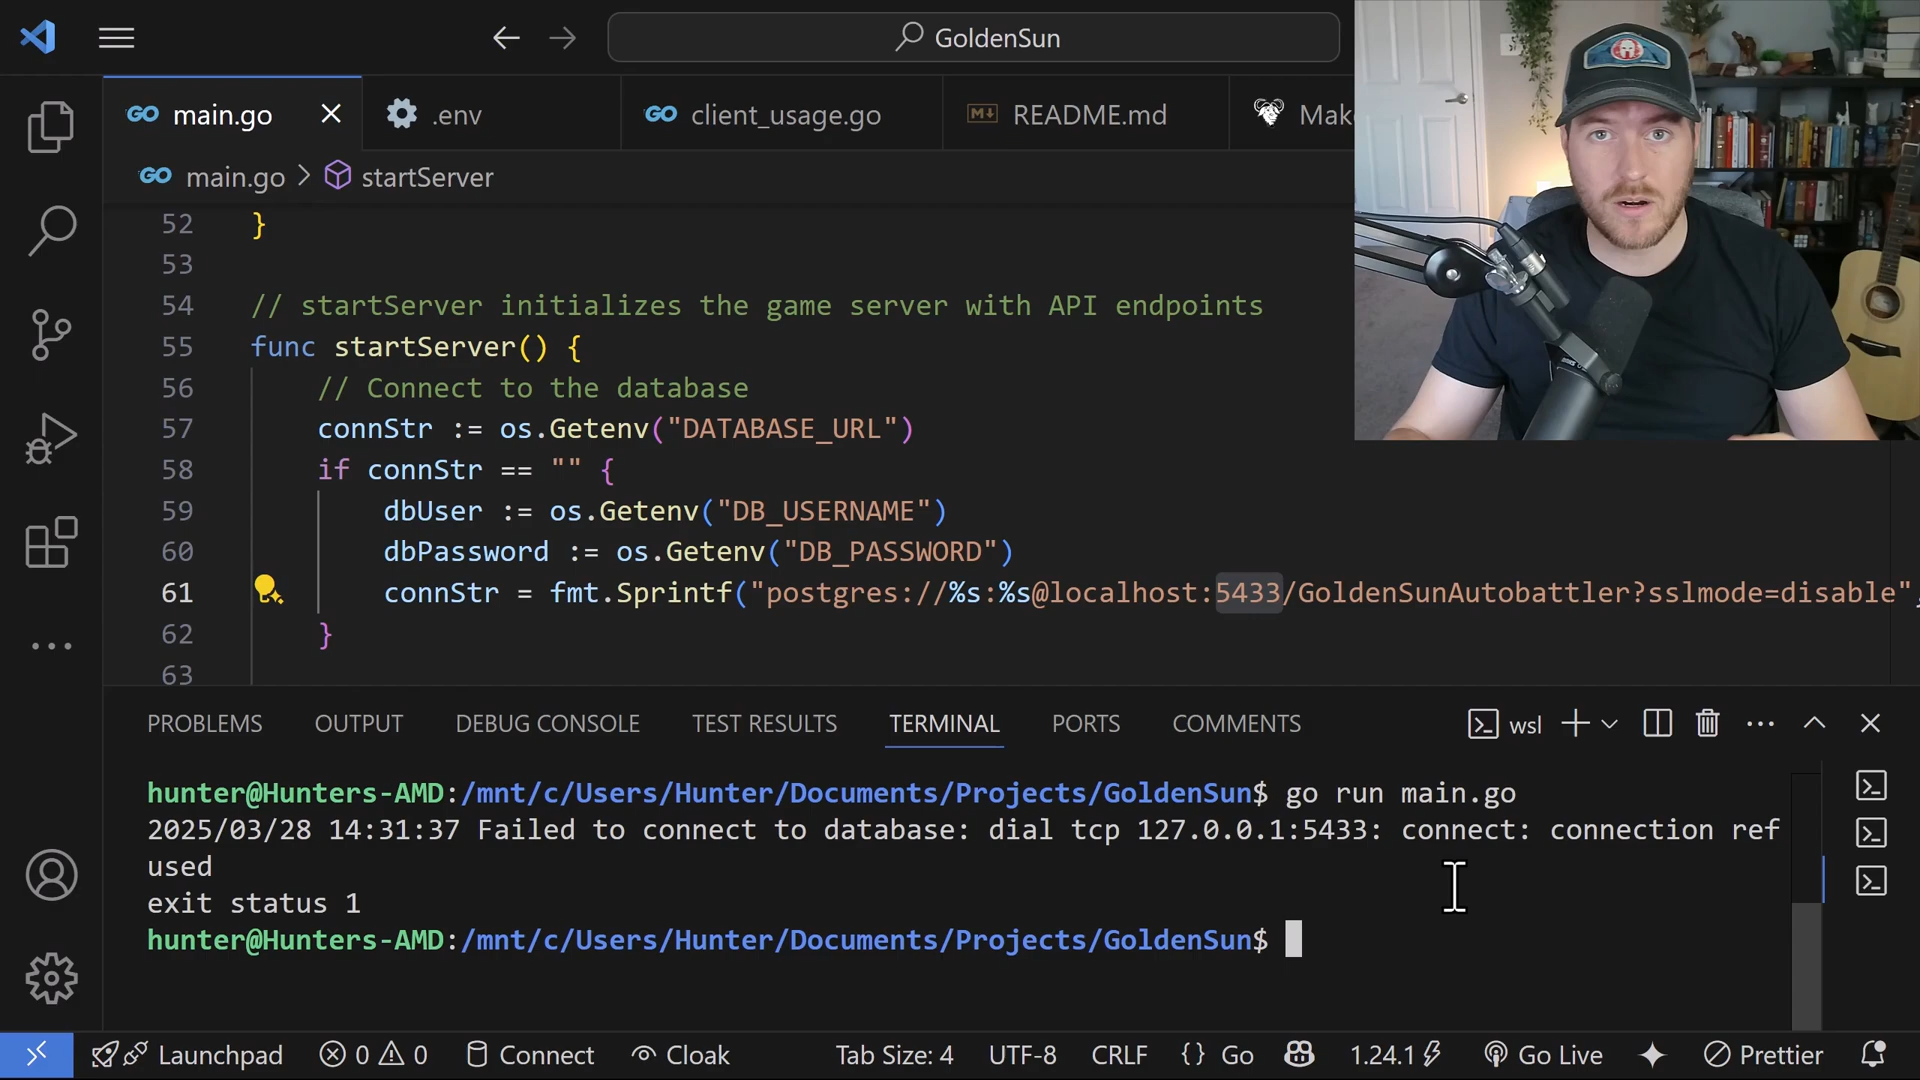 GoldenSun
GO main.go
.env
GO client_usage.go
README.md
Mak
GO main.go > startServer
52 }
53
54 // startServer initializes the game server with API endpoints
55 func startServer() {
56 // Connect to the database
57 connStr := os.Getenv("DATABASE_URL")
58 if connStr == "" {
59 dbUser := os.Getenv("DB_USERNAME")
60 dbPassword := os.Getenv("DB_PASSWORD")
61 connStr = fmt.Sprintf("postgres://%s:%s@localhost:5433/GoldenSunAutobattler?sslmode=disable",
62 }
63
PROBLEMS OUTPUT DEBUG CONSOLE TEST RESULTS TERMINAL PORTS COMMENTS wsl
hunter@Hunters-AMD:/mnt/c/Users/Hunter/Documents/Projects/GoldenSun$ go run main.go
2025/03/28 14:31:37 Failed to connect to database: dial tcp 127.0.0.1:5433: connect: connection ref
used
exit status 1
hunter@Hunters-AMD:/mnt/c/Users/Hunter/Documents/Projects/GoldenSun$
Launchpad 0 0 Connect Cloak Tab Size: 4 UTF-8 CRLF {} Go 1.24.1 Go Live Prettier